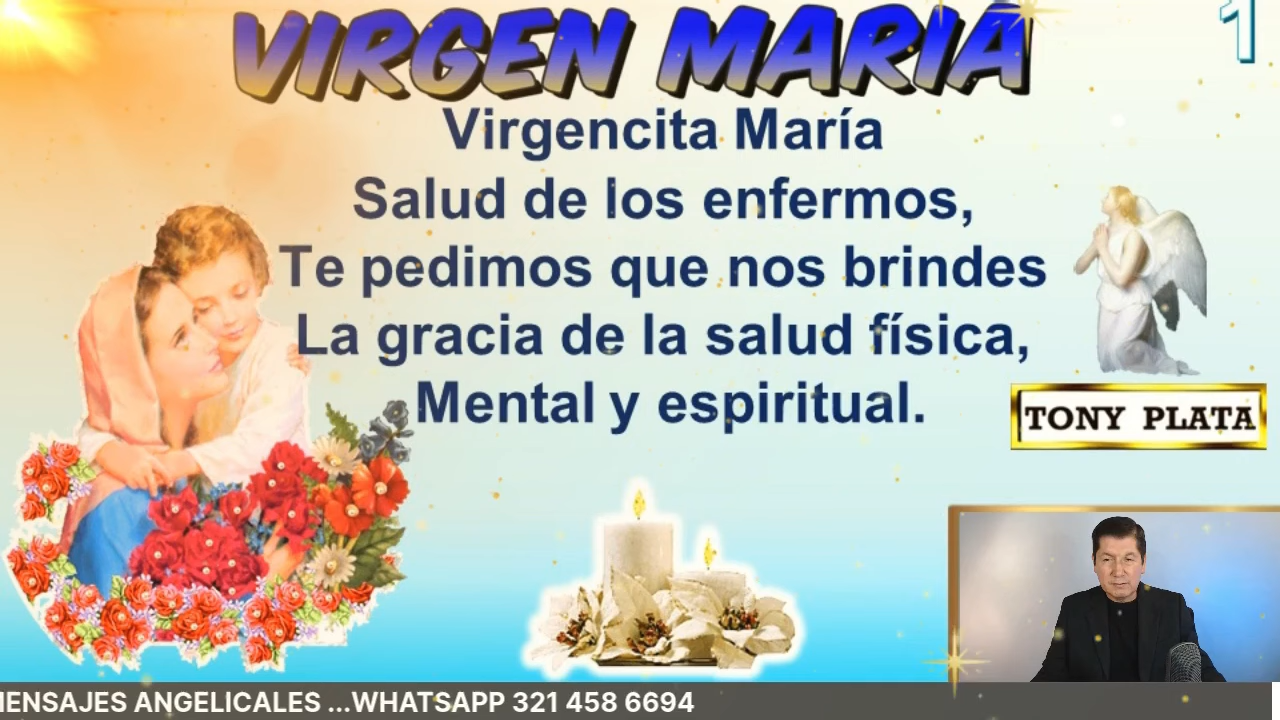 VIRGEN MARIA
1
Virgencita María
Salud de los enfermos,
Te pedimos que nos brindes
La gracia de la salud física,
Mental y espiritual.
TONY PLATA
MENSAJES ANGELICALES ...WHATSAPP 321 458 6694